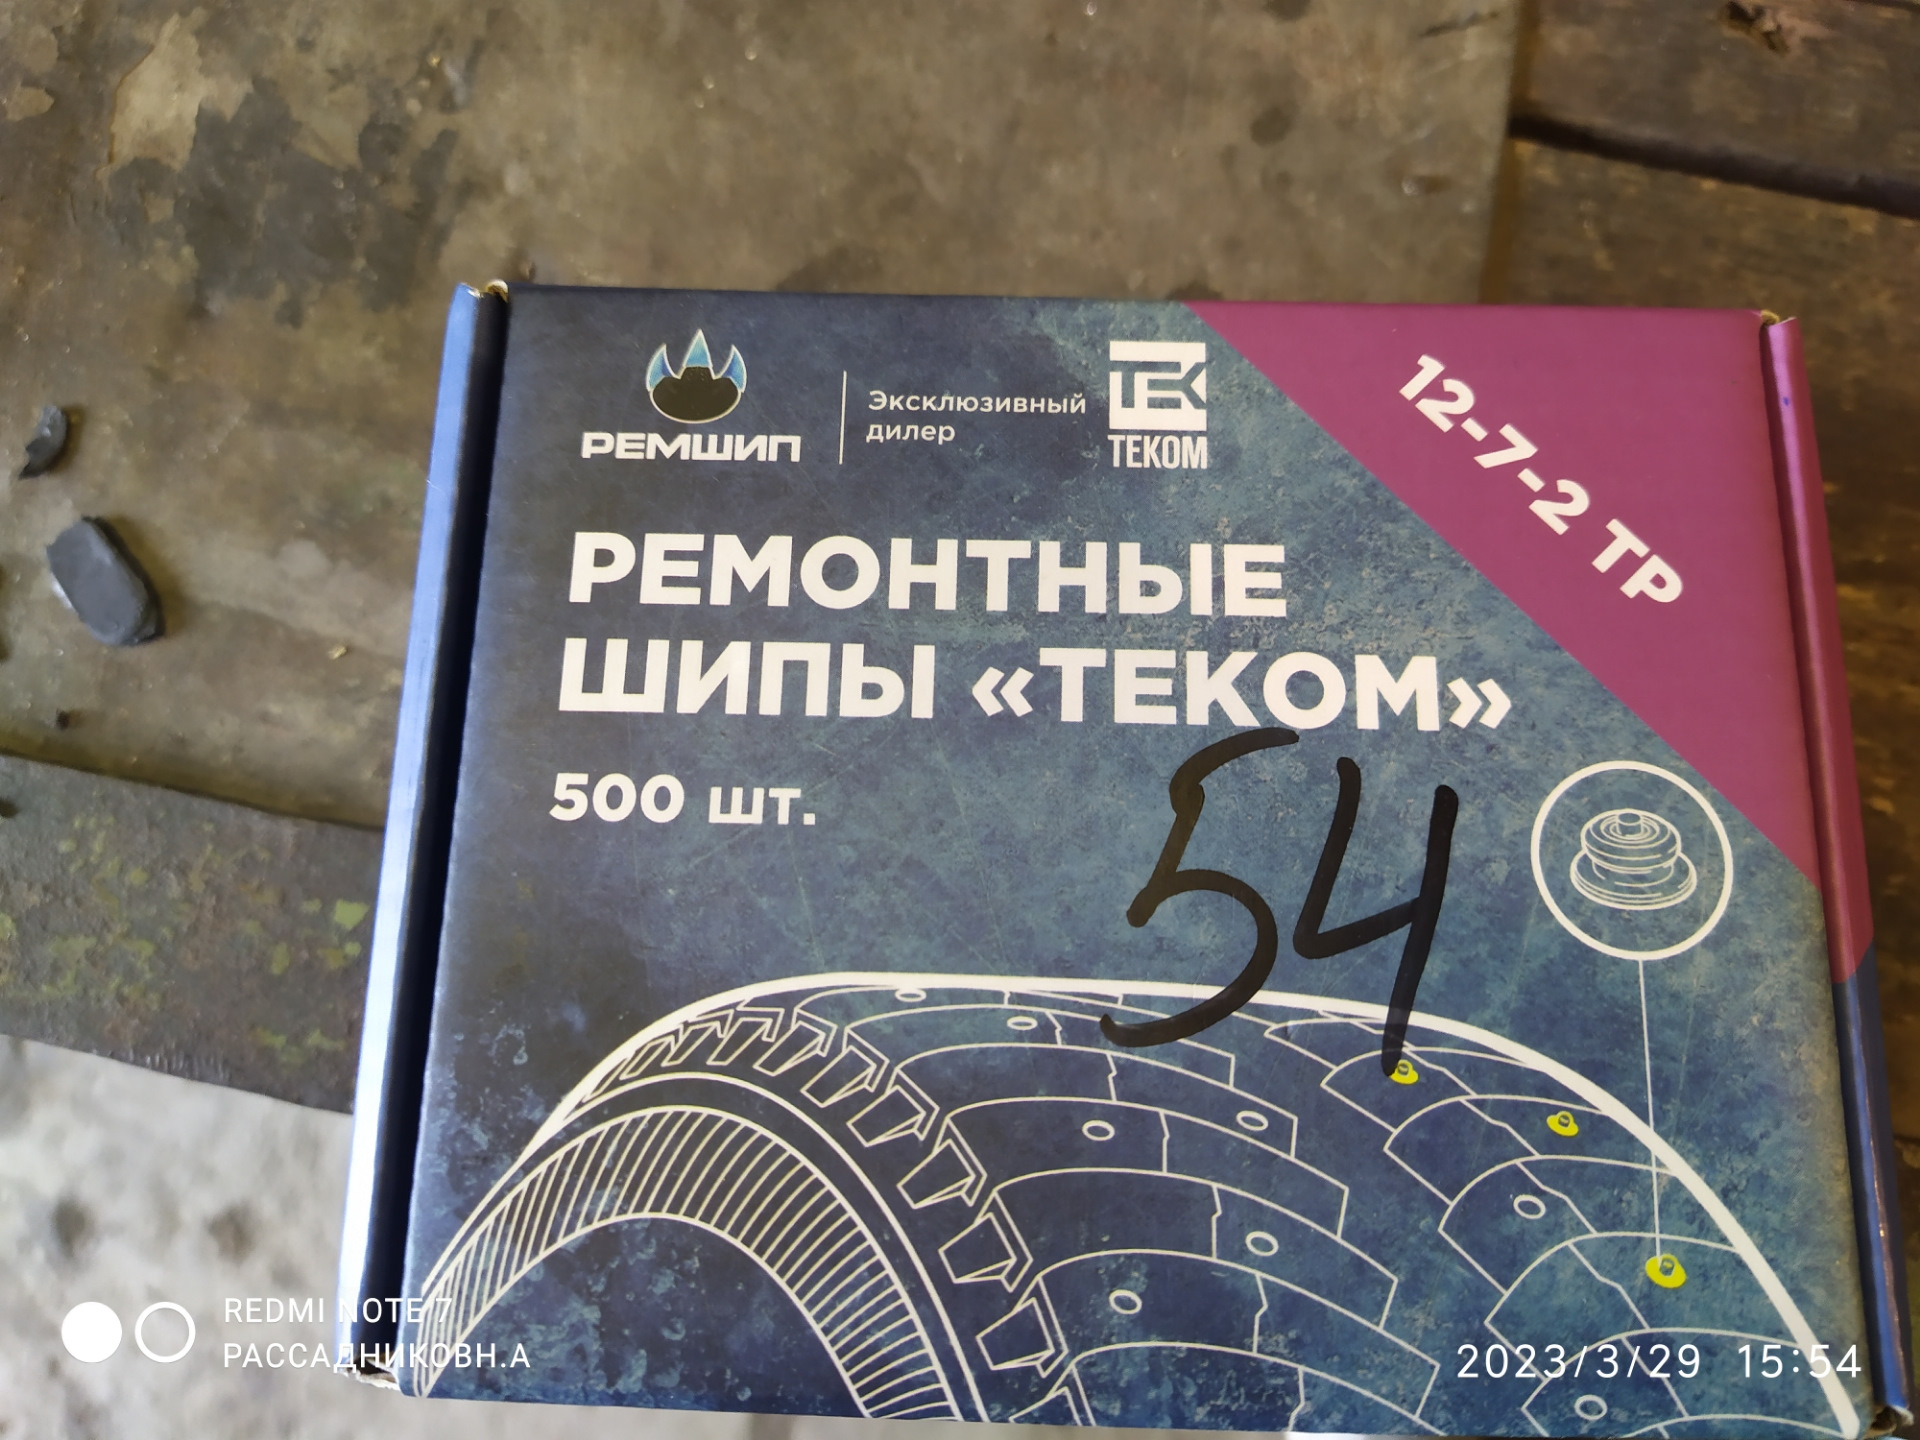 РЕМШИП
Эксклюзивный
дилер
ТЕКОМ
12-7-2 ТР
РЕМОНТНЫЕ
ШИПЫ «ТЕКОМ»
500 шт.
54
REDMI NOTE 7
РАССАДНИКОВН.А
2023/3/29 15:54